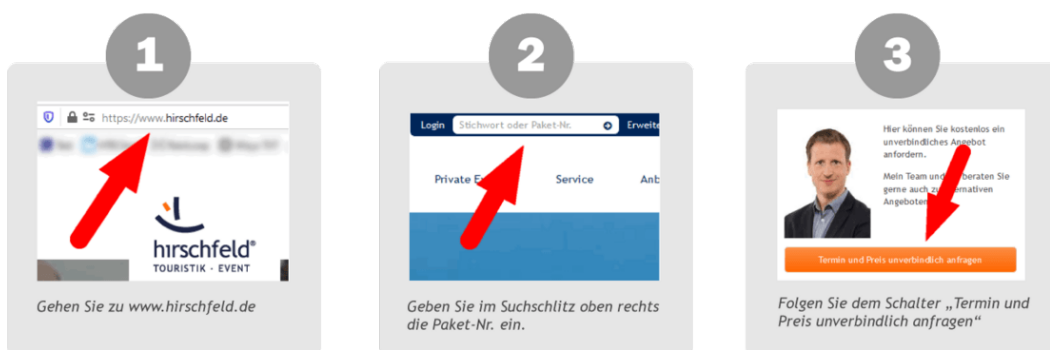 1
https://www.hirschfeld.de
hirschfeld®
TOURISTIK - EVENT
Gehen Sie zu www.hirschfeld.de
2
Login Stichwort oder Paket-Nr. Erweite
Private E Service Anb
Geben Sie im Suchschlitz oben rechts
die Paket-Nr. ein.
3
Hier können Sie kostenlos ein
unverbindliches Angebot
anfordern.
Mein Team und beraten Sie
gerne auch zu ernativen
Angeboten
Termin und Preis unverbindlich anfragen
Folgen Sie dem Schalter „Termin und
Preis unverbindlich anfragen“